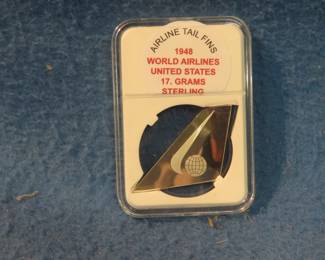 AIRLINE TAIL FINS
1948
WORLD AIRLINES
UNITED STATES
17. GRAMS
STERLING